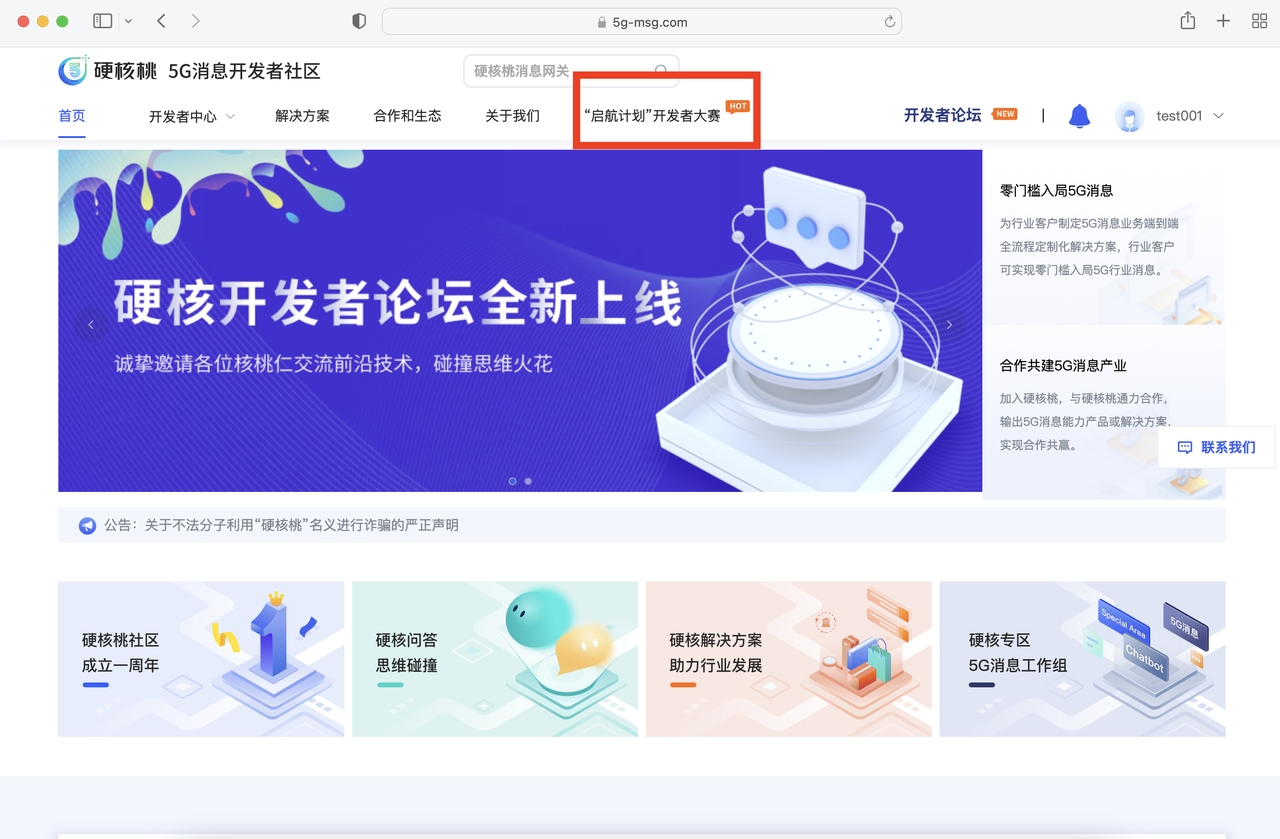 5g-msg.com
硬核桃 5G消息开发者社区
硬核桃消息网关
首页
开发者中心
解决方案
合作和生态
关于我们
“启航计划”开发者大赛
HOT
开发者论坛
NEW
test001
硬核开发者论坛全新上线
诚挚邀请各位核桃仁交流前沿技术，碰撞思维火花
零门槛入局5G消息
为行业客户制定5G消息业务端到端
全流程定制化解决方案，行业客户
可实现零门槛入局5G行业消息。
合作共建5G消息产业
加入硬核桃，与硬核桃通力合作，
输出5G消息能力产品或解决方案，
实现合作共赢。
联系我们
公告：关于不法分子利用“硬核桃”名义进行诈骗的严正声明
硬核桃社区
成立一周年
1
硬核问答
思维碰撞
硬核解决方案
助力行业发展
硬核专区
5G消息工作组
Special Area
5G消息
Chatbot